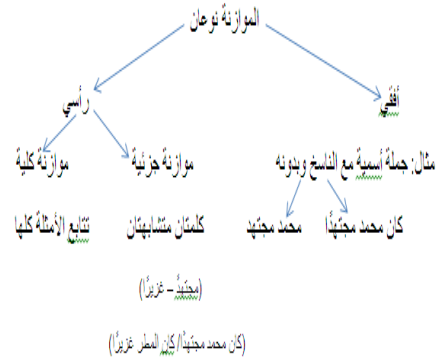 الموازنة نوعان
أفقي
رأسي
مثال: جملة أسمية مع الناسخ وبدونه
موازنة جزئية
موازنة كلية
كان محمد مجتهدًا
محمد مجتهد
كلمتان متشابهتان
تتابع الأمثلة كلها
(مجتهدً – غزيرًا)
(كان محمد مجتهدًا/ كان المطر غزيرًا)